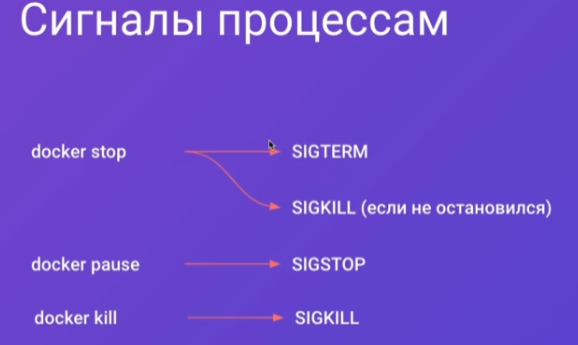 Сигналы процессам
docker stop
SIGTERM
SIGKILL (если не остановился)
docker pause
SIGSTOP
docker kill
SIGKILL